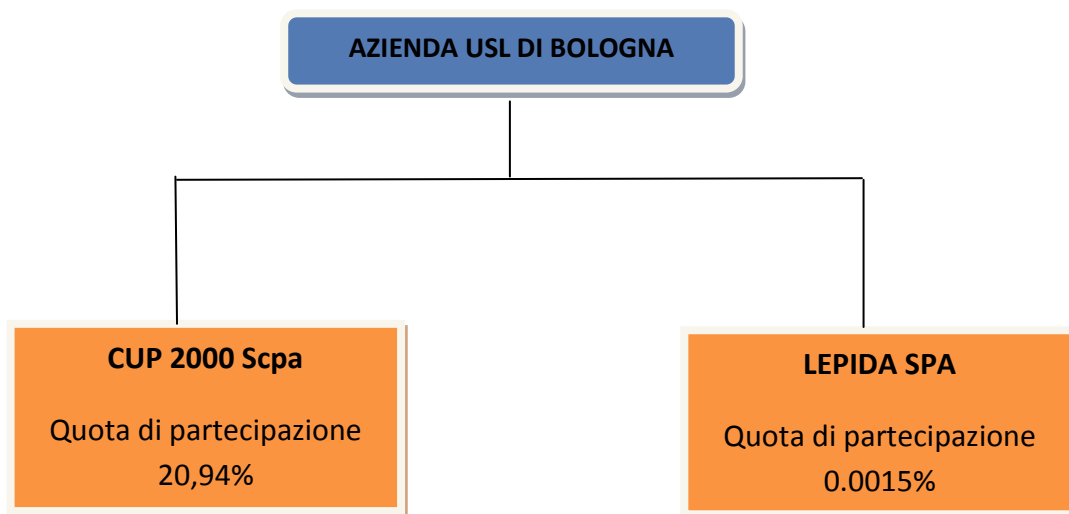 AZIENDA USL DI BOLOGNA
CUP 2000 Scpa
Quota di partecipazione
20,94%
LEPIDA SPA
Quota di partecipazione
0.0015%